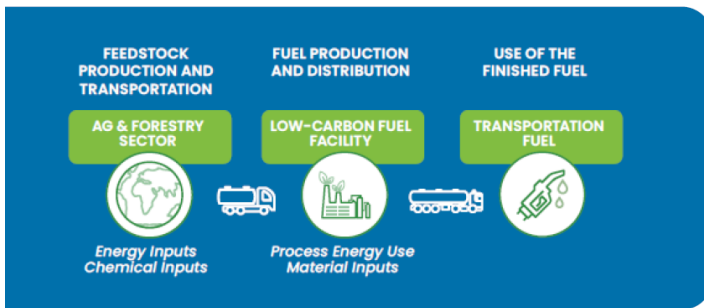 FEEDSTOCK
PRODUCTION AND
TRANSPORTATION
FUEL PRODUCTION
AND DISTRIBUTION
USE OF THE
FINISHED FUEL
AG & FORESTRY
SECTOR
LOW-CARBON FUEL
FACILITY
TRANSPORTATION
FUEL
Energy Inputs
Chemical Inputs
Process Energy Use
Material Inputs